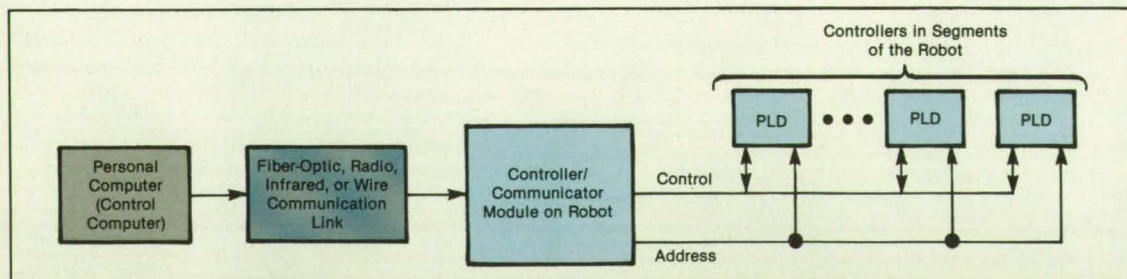 Controllers in Segments
of the Robot
PLD
PLD
PLD
Personal
Computer
(Control
Computer)
Fiber-Optic, Radio,
Infrared, or Wire
Communication
Link
Controller/
Communicator
Module on Robot
Control
Address